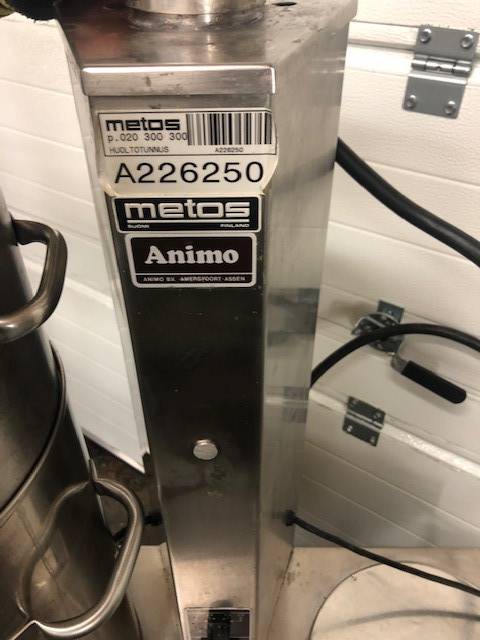 metos
p.020 300 300
HUOLTOTUNNUS A226250
A226250
metos
SUOMI FINLAND
Animo
ANIMO BV. AMERSFOORT-ASSEN